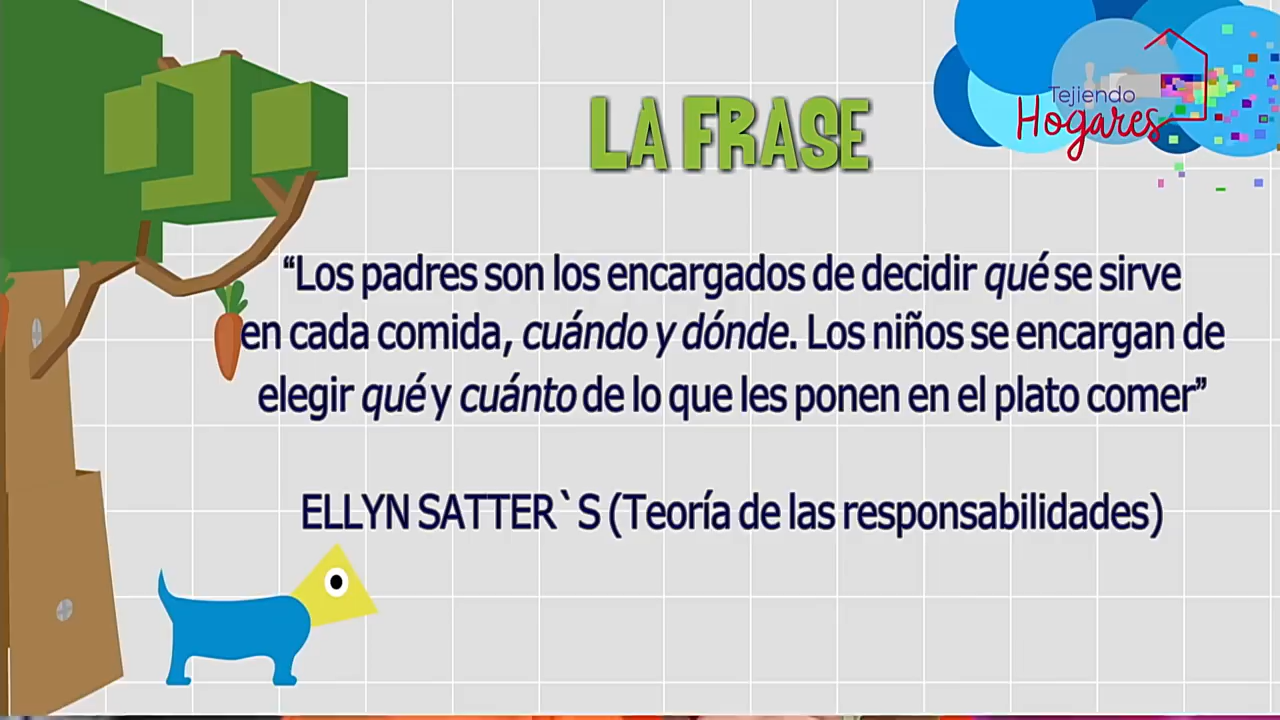 Tejiendo
Hogares
LA FRASE
“Los padres son los encargados de decidir qué se sirve
en cada comida, cuándo y dónde. Los niños se encargan de
elegir qué y cuánto de lo que les ponen en el plato comer”
ELLYN SATTER`S (Teoría de las responsabilidades)